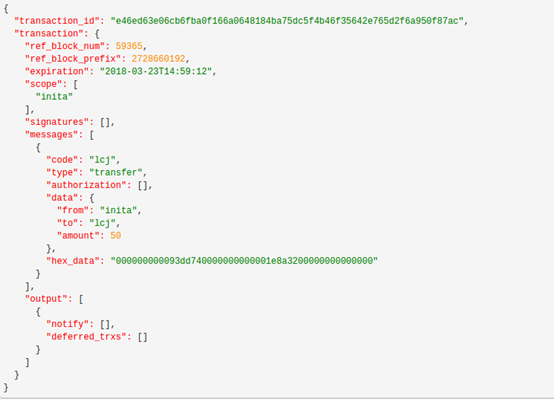 {
"transaction_id": "e46ed63e06cb6fba0f166a0648184ba75dc5f4b46f35642e765d2f6a950f87ac",
"transaction": {
"ref_block_num": 59365,
"ref_block_prefix": 2728660192,
"expiration": "2018-03-23T14:59:12",
"scope": [
"inita"
],
"signatures": [],
"messages": [
{
"code": "lcj",
"type": "transfer",
"authorization": [],
"data": {
"from": "inita",
"to": "lcj",
"amount": 50
},
"hex_data": "000000000093dd740000000000001e8a3200000000000000"
}
],
"output": [
{
"notify": [],
"deferred_trxs": []
}
]
}
}